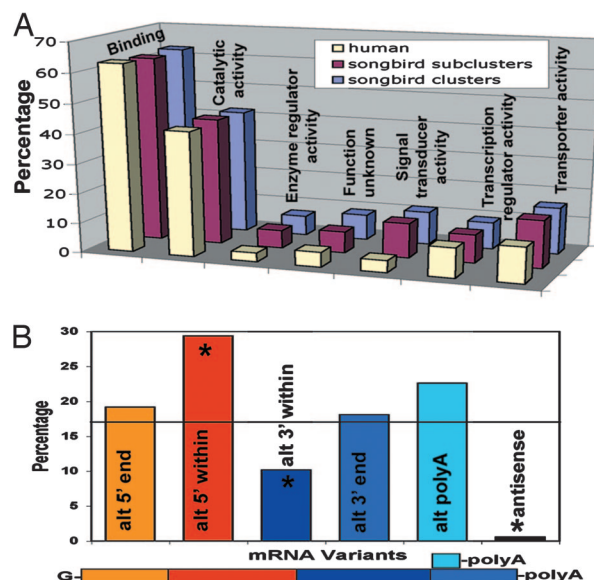 A
70
60
50
40
30
20
10
0
Percentage
human
songbird subclusters
songbird clusters
Binding
Catalytic
activity
Enzyme regulator
activity
Function
unknown
Signal
transducer
activity
Transcription
regulator activity
Transporter activity
B
30
25
20
15
10
5
0
Percentage
alt 5' end
* alt 5' within
* alt 3' within
alt 3' end
alt polyA
*antisense
mRNA Variants
-polyA
G-
-polyA